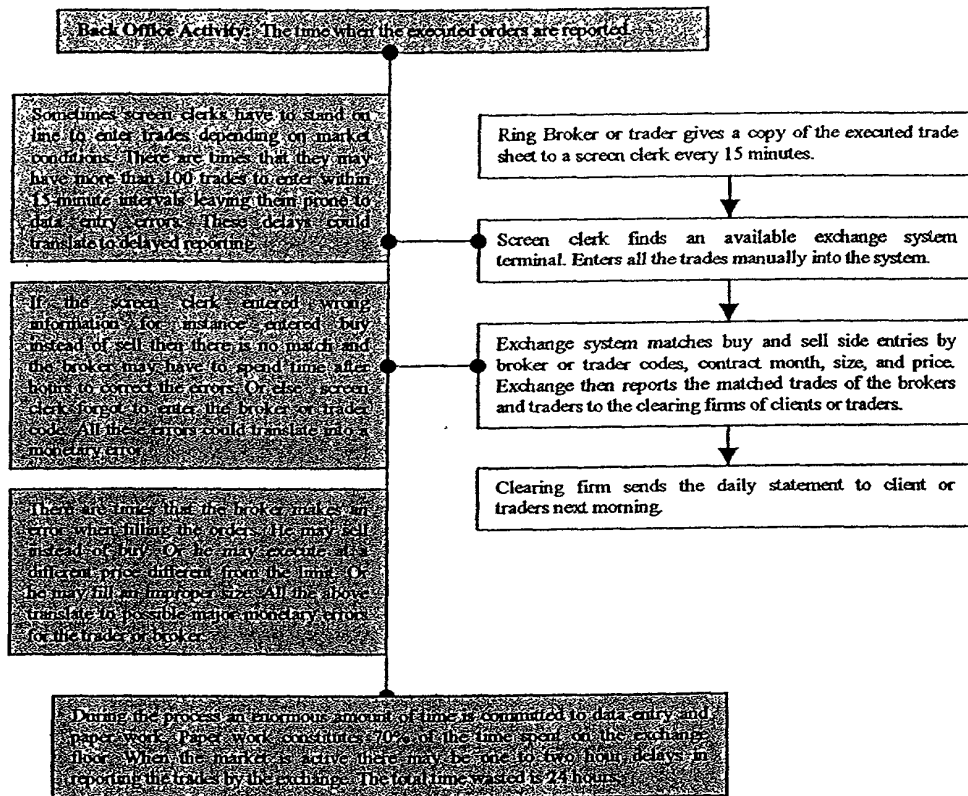 Back Office Activity: The time when the executed orders are reported.
Sometimes screen clerks have to stand on
line to enter trades depending on market
conditions. There are times that they may
have more than 100 trades to enter within
15 minute intervals leaving them prone to
data entry errors. These delays could
translate to delayed reporting.
Ring Broker or trader gives a copy of the executed trade
sheet to a screen clerk every 15 minutes.
Screen clerk finds an available exchange system
terminal. Enters all the trades manually into the system.
If the screen clerk entered wrong
information for instance entered buy
instead of sell then there is no match and
the broker may have to spend time after
hours to correct the errors. Or else screen
clerk forgot to enter the broker or trader
code. All these errors could translate into a
monetary error
Exchange system matches buy and sell side entries by
broker or trader codes, contract month, size, and price.
Exchange then reports the matched trades of the brokers
and traders to the clearing firms of clients or traders.
Clearing firm sends the daily statement to client or
traders next morning.
There are times that the broker makes an
error when filling the orders. He may sell
instead of buy. Or he may execute at a
different price different from the limit. Or
he may fill an improper size. All the above
translate to possible major monetary errors
for the trader or broker.
During the process an enormous amount of time is committed to data entry and
paper work. Paper work constitutes 70% of the time spent on the exchange
floor. When the market is active there may be one to two hour delays in
reporting the trades by the exchange. The total time wasted is 24 hours.